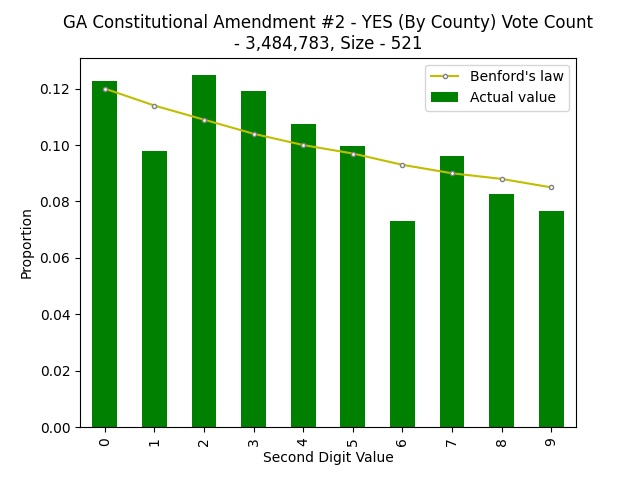 GA Constitutional Amendment #2 - YES (By County) Vote Count
- 3,484,783, Size - 521
Benford's law
Actual value
0.12
0.10
0.08
0.06
0.04
0.02
0.00
Proportion
0 1 2 3 4 5 6 7 8 9
Second Digit Value